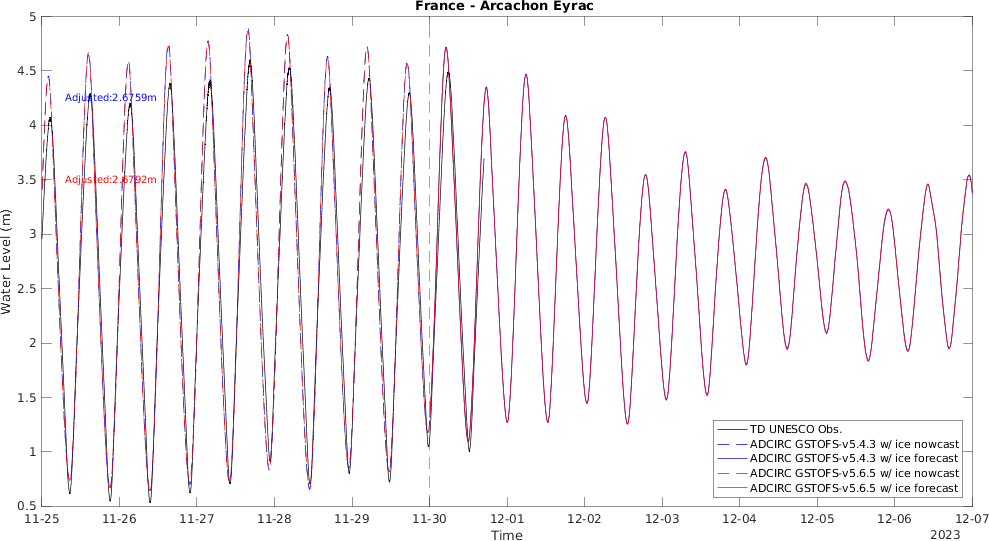 France - Arcachon Eyrac
5
4.5
4
3.5
3
2.5
2
1.5
1
0.5
Water Level (m)
Adjusted:2.6759m
Adjusted:2.6792m
TD UNESCO Obs.
ADCIRC GSTOFS-v5.4.3 w/ ice nowcast
ADCIRC GSTOFS-v5.4.3 w/ ice forecast
ADCIRC GSTOFS-v5.6.5 w/ ice nowcast
ADCIRC GSTOFS-v5.6.5 w/ ice forecast
11-25 11-26 11-27 11-28 11-29 11-30 12-01 12-02 12-03 12-04 12-05 12-06 12-07
Time
2023